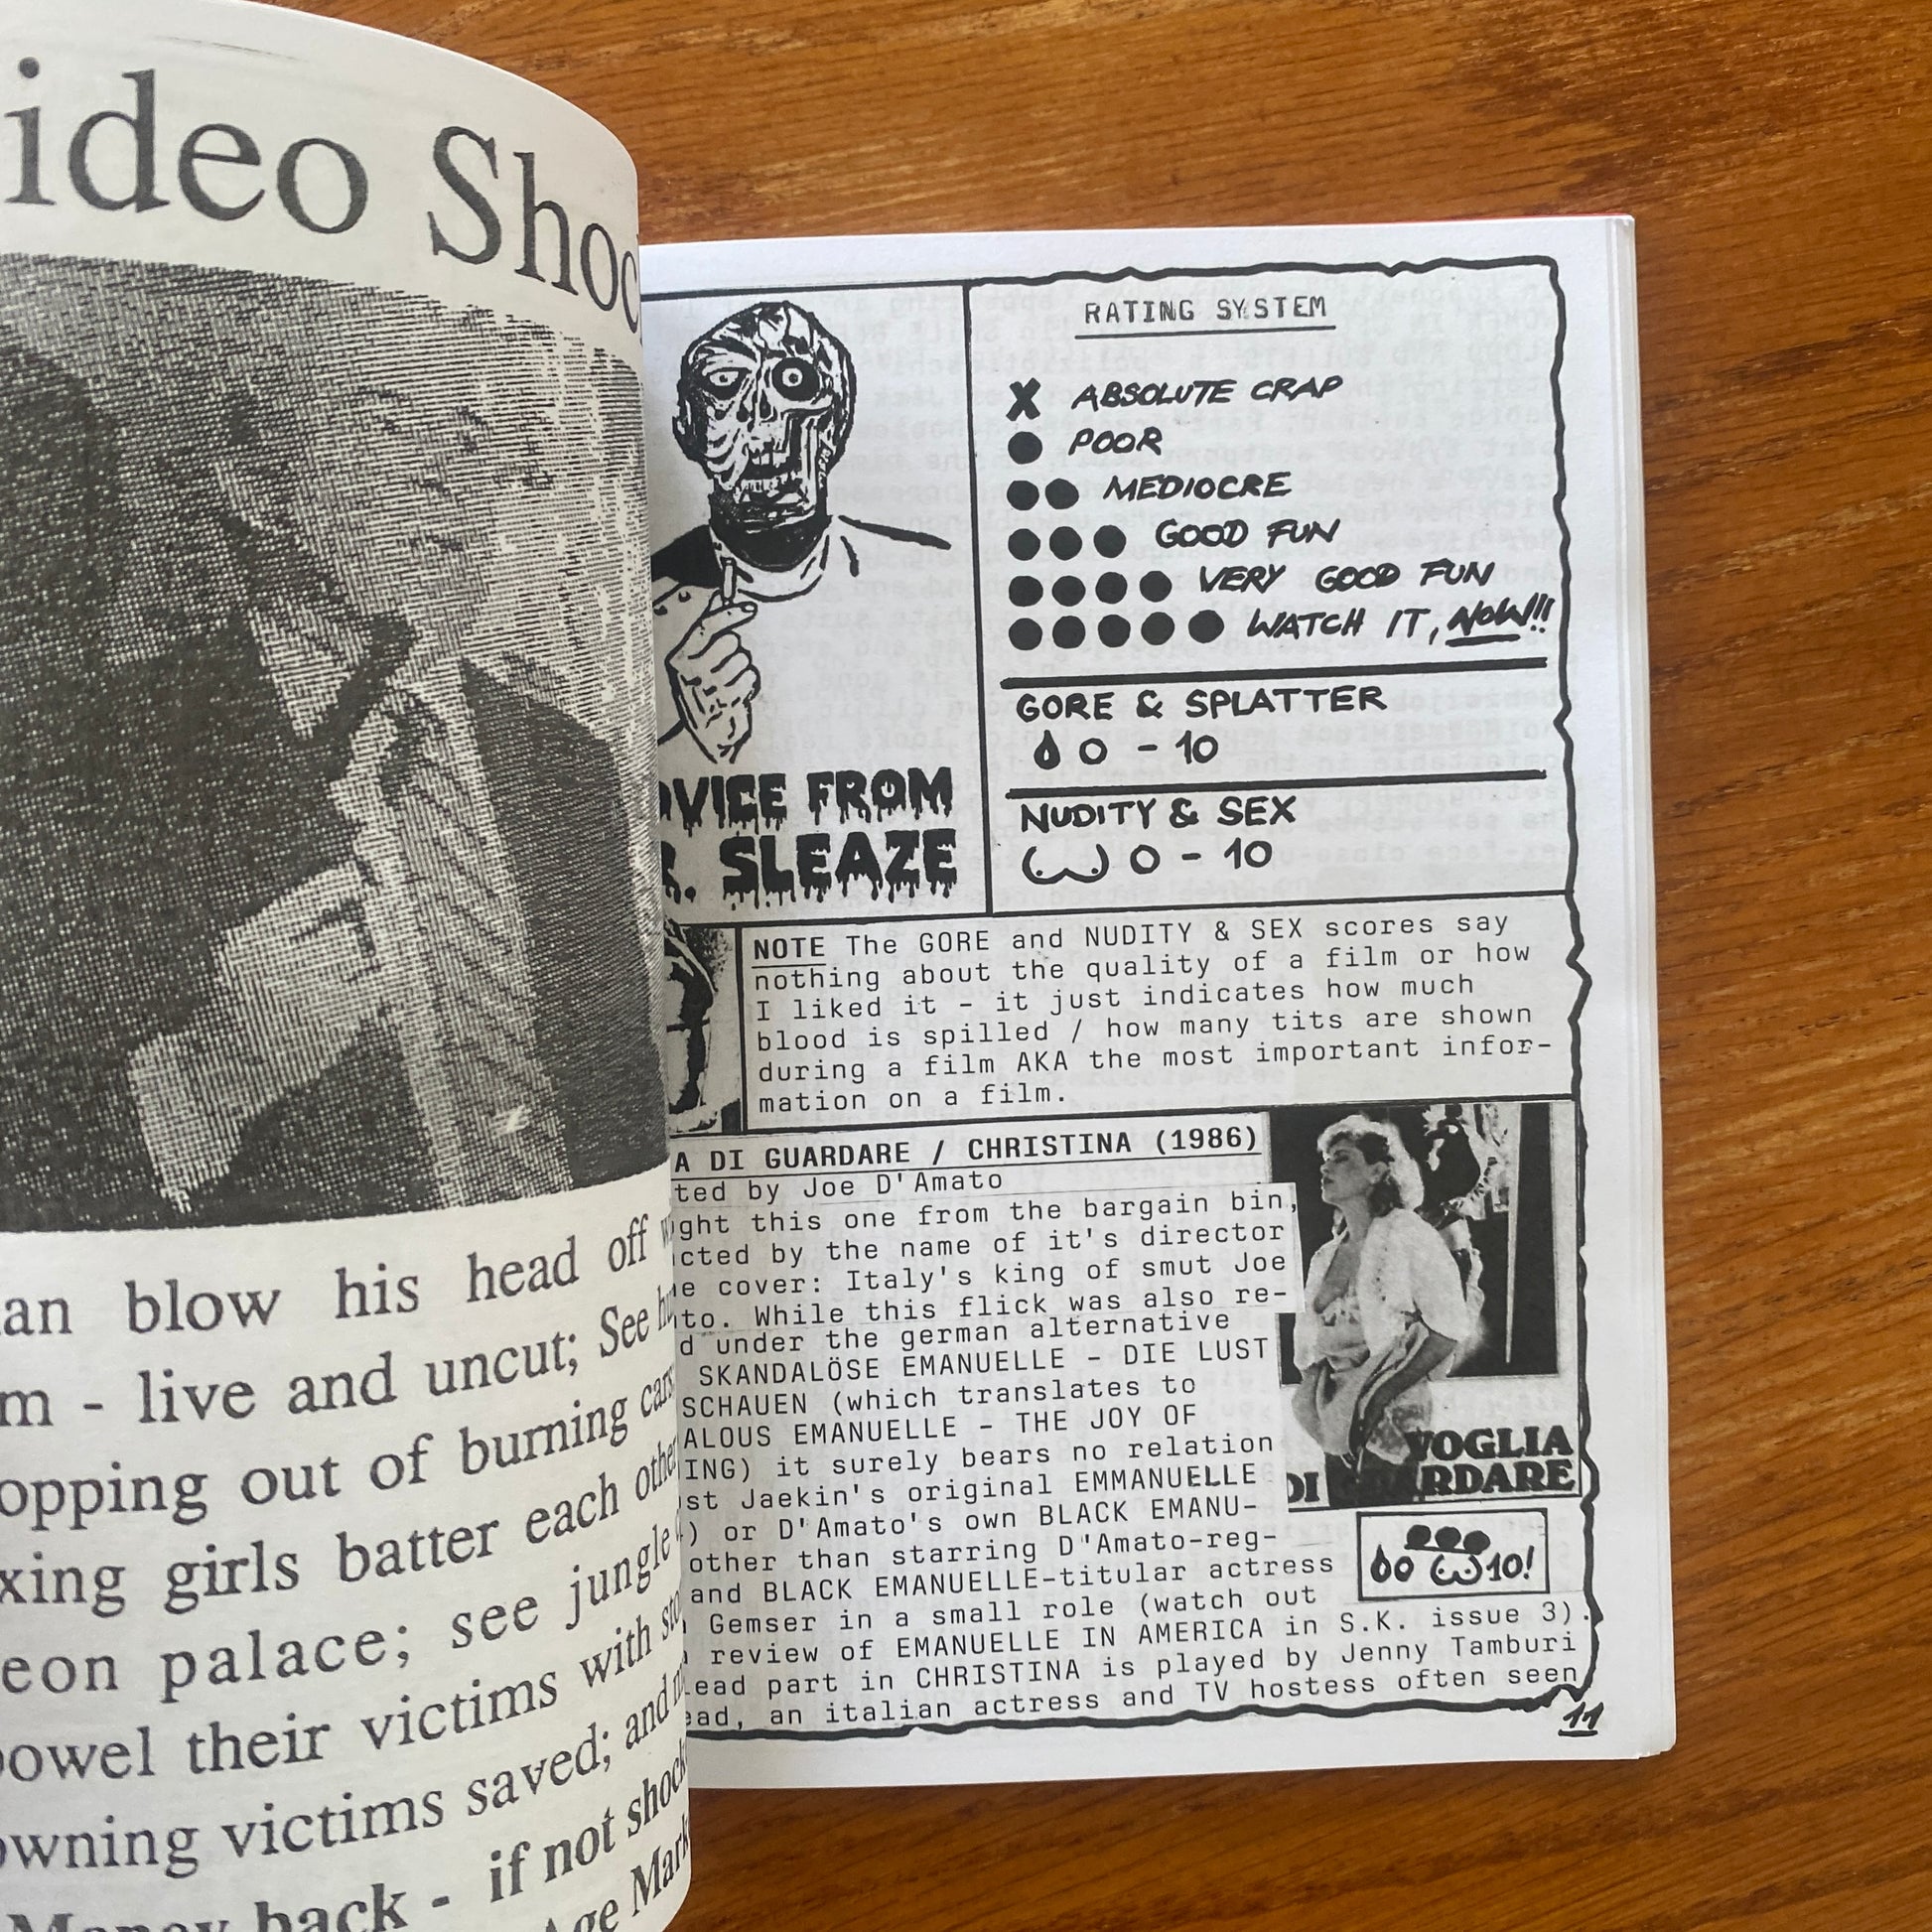 ideo Shoc
an blow his head off
m - live and uncut; See
opping out of burning cars
xing girls batter each other
eon palace; see jungle
owel their victims with
owning victims saved; and
Money back - if not shock
Age Mark
VICE FROM
. SLEAZE
RATING SYSTEM
X ABSOLUTE CRAP
● POOR
●● MEDIOCRE
●●● GOOD FUN
●●●● VERY GOOD FUN
●●●●● WATCH IT, NOW!!!
GORE & SPLATTER
0 - 10
NUDITY & SEX
0 - 10
NOTE The GORE and NUDITY & SEX scores say
nothing about the quality of a film or how
I liked it - it just indicates how much
blood is spilled / how many tits are shown
during a film AKA the most important infor-
mation on a film.
A DI GUARDARE / CHRISTINA (1986)
ted by Joe D'Amato
ght this one from the bargain bin,
cted by the name of it's director
e cover: Italy's king of smut Joe
to. While this flick was also re-
d under the german alternative
SKANDALÖSE EMANUELLE - DIE LUST
SCHAUEN (which translates to
ALOUS EMANUELLE - THE JOY OF
ING) it surely bears no relation
st Jaekin's original EMMANUELLE
) or D'Amato's own BLACK EMANU-
other than starring D"Amato-reg-
and BLACK EMANUELLE-titular actress
Gemser in a small role (watch out
review of EMANUELLE IN AMERICA in S.K. issue 3).
ead part in CHRISTINA is played by Jenny Tamburi
ead, an italian actress and TV hostess often seen
VOGLIA
DI GUARDARE
0 10!
11